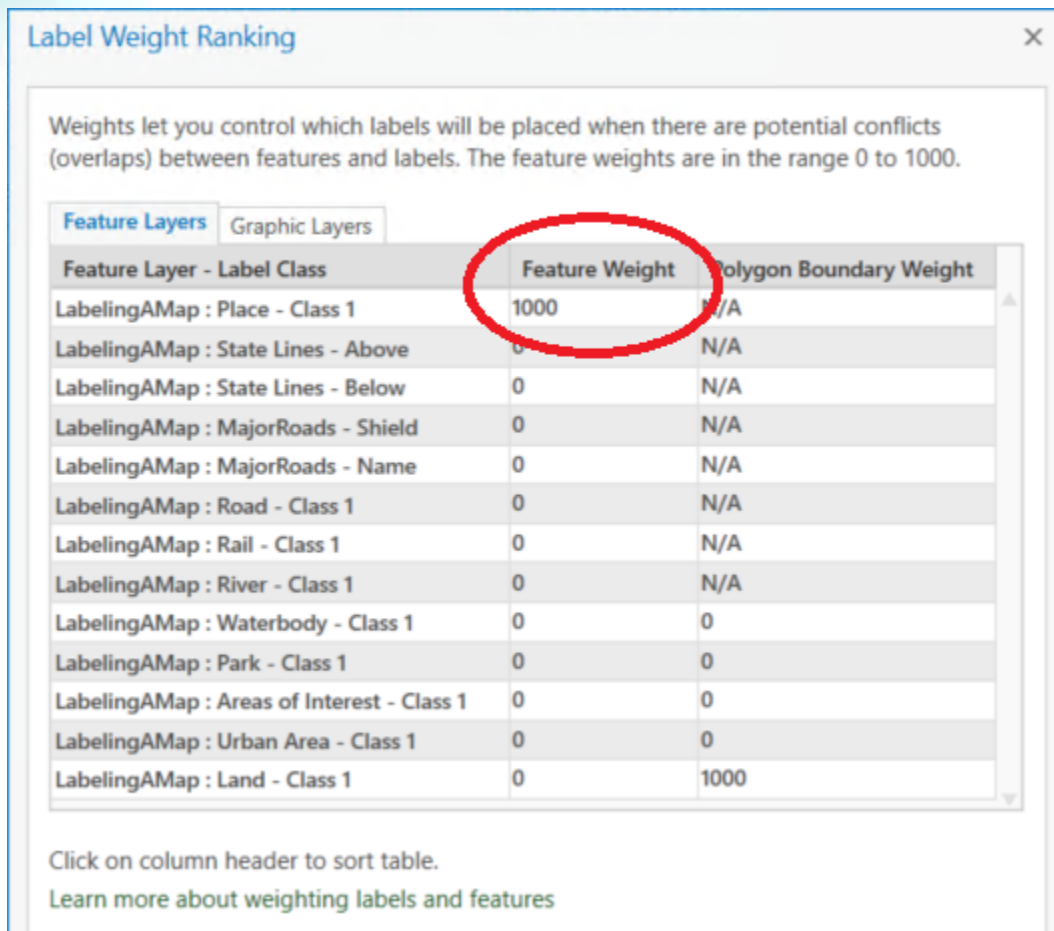 Label Weight Ranking
Weights let you control which labels will be placed when there are potential conflicts
(overlaps) between features and labels. The feature weights are in the range 0 to 1000.
Feature Layers Graphic Layers
Feature Layer - Label Class Feature Weight Polygon Boundary Weight
LabelingAMap : Place - Class 1 1000 N/A
LabelingAMap : State Lines - Above 0 N/A
LabelingAMap : State Lines - Below 0 N/A
LabelingAMap : MajorRoads - Shield 0 N/A
LabelingAMap : MajorRoads - Name 0 N/A
LabelingAMap : Road - Class 1 0 N/A
LabelingAMap : Rail - Class 1 0 N/A
LabelingAMap : River - Class 1 0 N/A
LabelingAMap : Waterbody - Class 1 0 0
LabelingAMap : Park - Class 1 0 0
LabelingAMap : Areas of Interest - Class 1 0 0
LabelingAMap : Urban Area - Class 1 0 0
LabelingAMap : Land - Class 1 0 1000
Click on column header to sort table.
Learn more about weighting labels and features